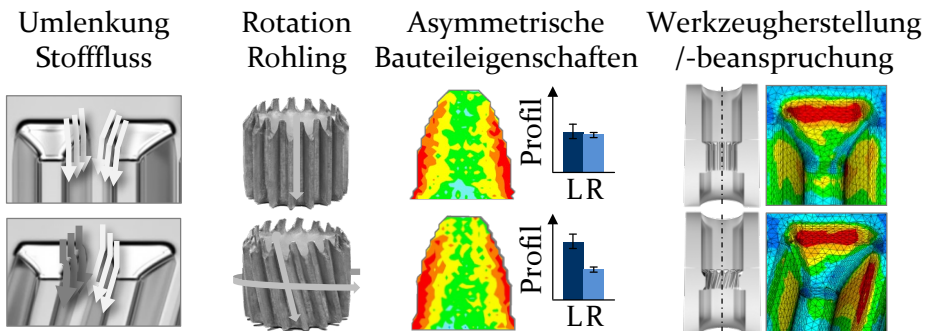 Umlenkung
Stofffluss
Rotation
Rohling
Asymmetrische
Bauteileigenschaften
Werkzeugherstellung
/-beanspruchung
Profil
L R
Profil
L R